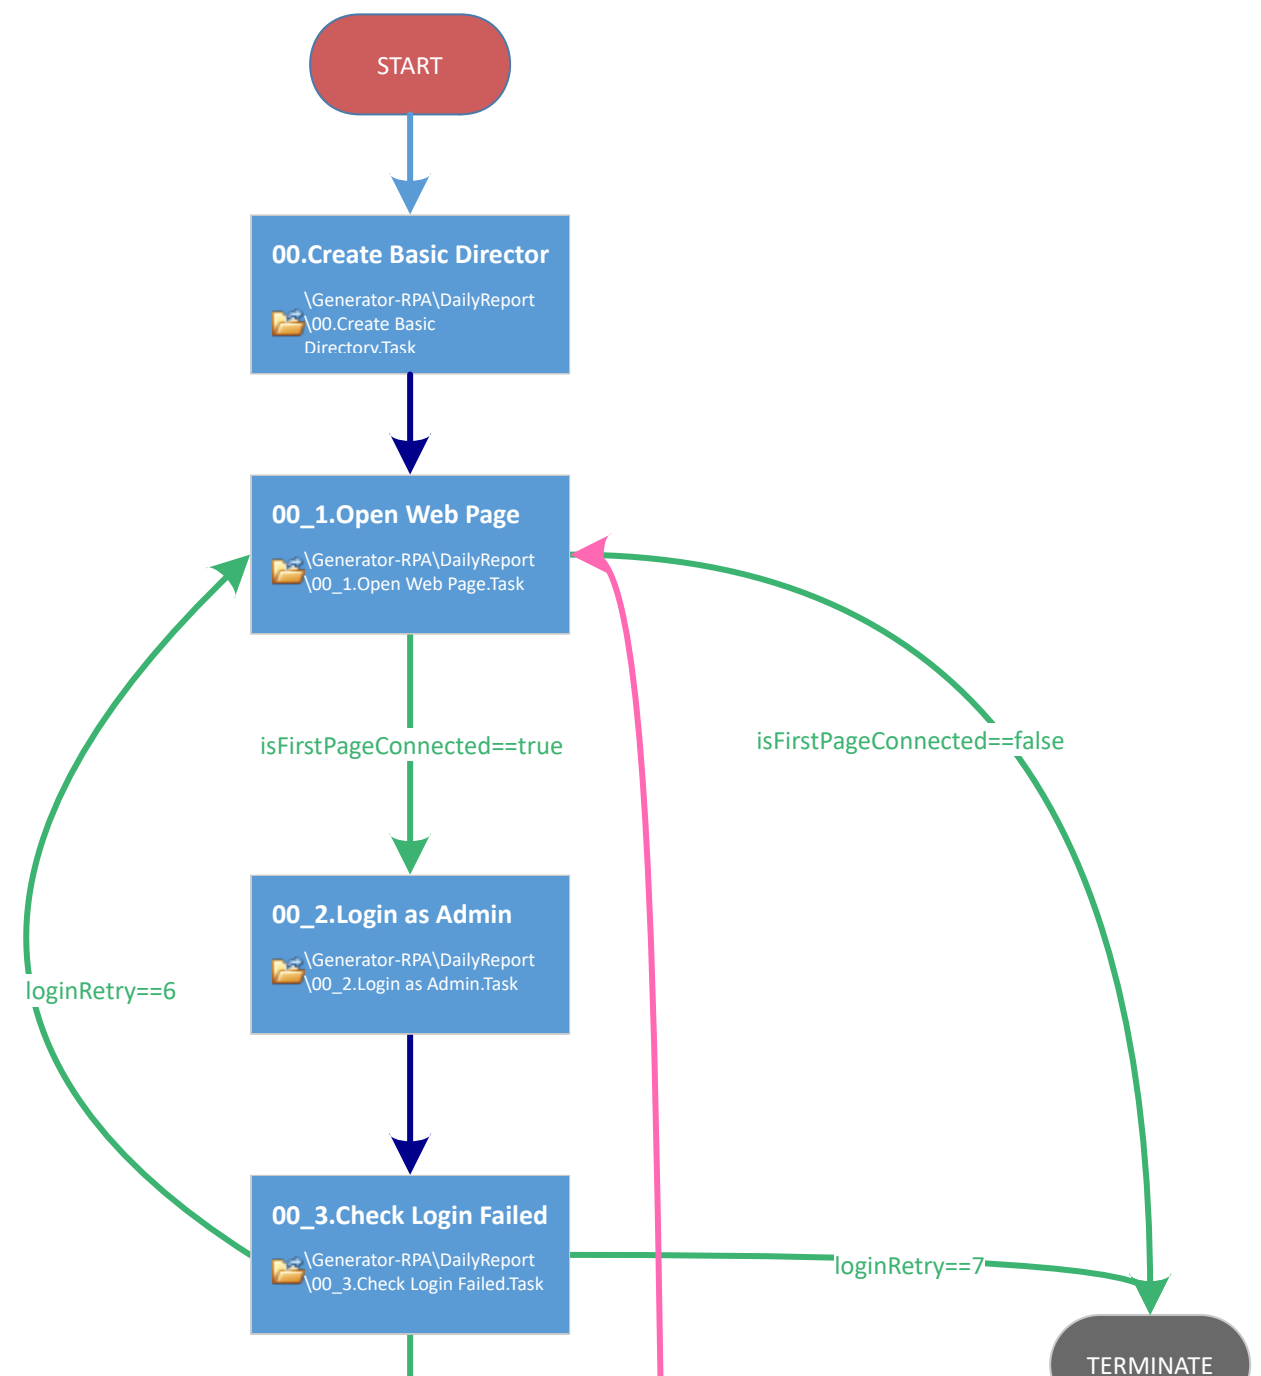 START
00.Create Basic Director
\Generator-RPA\DailyReport
\00.Create Basic
Directory.Task
00_1.Open Web Page
\Generator-RPA\DailyReport
\00_1.Open Web Page.Task
isFirstPageConnected==true
isFirstPageConnected==false
00_2.Login as Admin
\Generator-RPA\DailyReport
\00_2.Login as Admin.Task
loginRetry==6
00_3.Check Login Failed
\Generator-RPA\DailyReport
\00_3.Check Login Failed.Task
loginRetry==7
TERMINATE